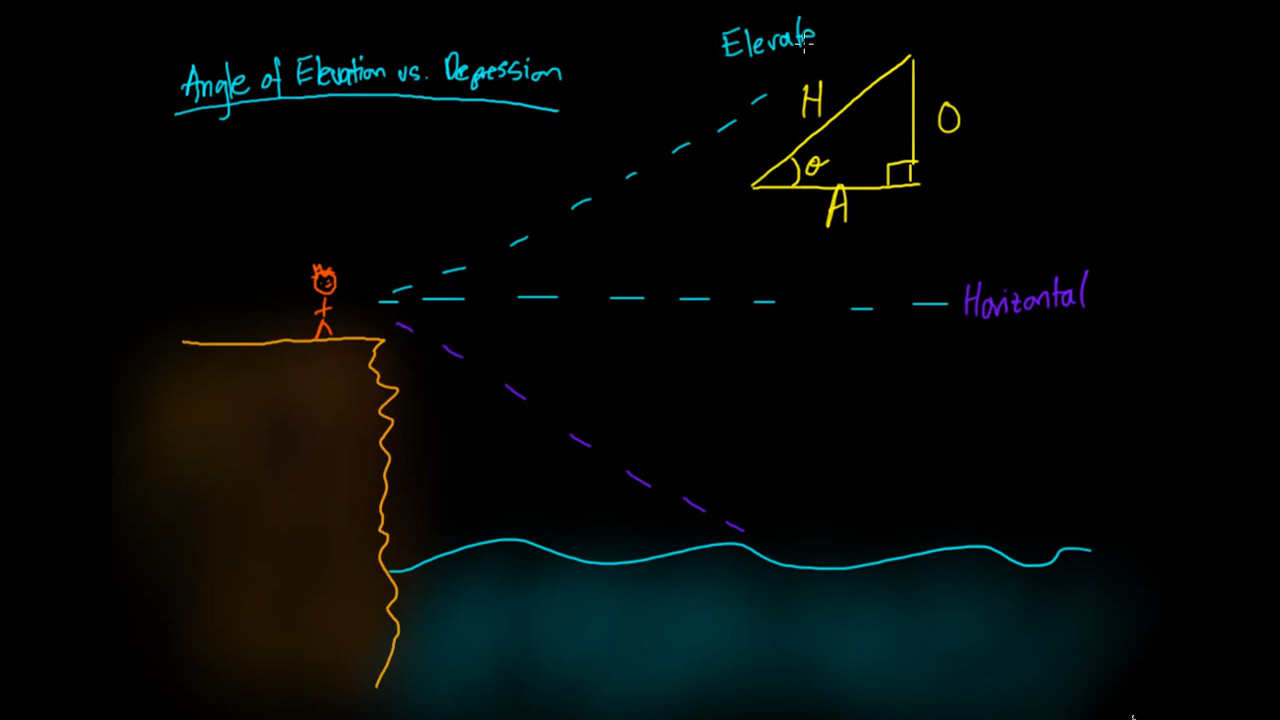 Angle of Elevation vs. Depression
Elevate
H
O
θ
A
Horizontal